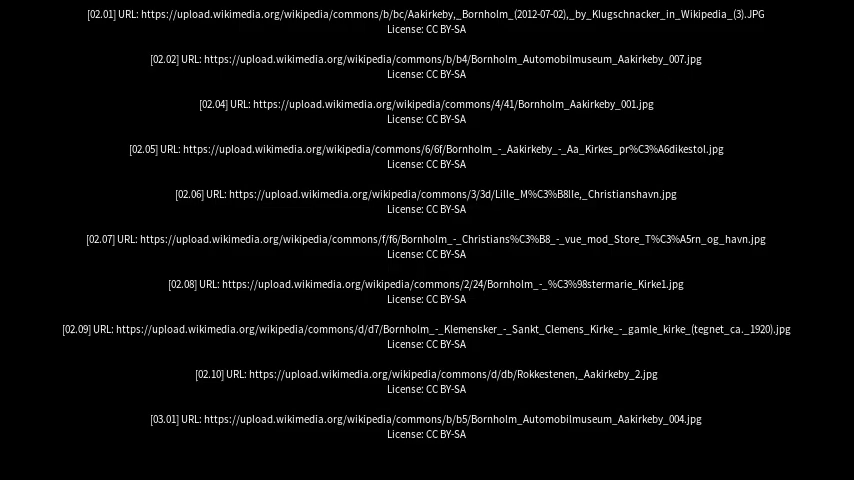 [02.01] URL: https://upload.wikimedia.org/wikipedia/commons/b/bc/Aakirkeby,_Bornholm_(2012-07-02),_by_Klugschnacker_in_Wikipedia_(3).JPG
License: CC BY-SA
[02.02] URL: https://upload.wikimedia.org/wikipedia/commons/b/b4/Bornholm_Automobilmuseum_Aakirkeby_007.jpg
License: CC BY-SA
[02.04] URL: https://upload.wikimedia.org/wikipedia/commons/4/41/Bornholm_Aakirkeby_001.jpg
License: CC BY-SA
[02.05] URL: https://upload.wikimedia.org/wikipedia/commons/6/6f/Bornholm_-_Aakirkeby_-_Aa_Kirkes_pr%C3%A6dikestol.jpg
License: CC BY-SA
[02.06] URL: https://upload.wikimedia.org/wikipedia/commons/3/3d/Lille_M%C3%B8lle,_Christianshavn.jpg
License: CC BY-SA
[02.07] URL: https://upload.wikimedia.org/wikipedia/commons/f/f6/Bornholm_-_Christians%C3%B8_-_vue_mod_Store_T%C3%A5rn_og_havn.jpg
License: CC BY-SA
[02.08] URL: https://upload.wikimedia.org/wikipedia/commons/2/24/Bornholm_-_%C3%98stermarie_Kirke1.jpg
License: CC BY-SA
[02.09] URL: https://upload.wikimedia.org/wikipedia/commons/d/d7/Bornholm_-_Klemensker_-_Sankt_Clemens_Kirke_-_gamle_kirke_(tegnet_ca._1920).jpg
License: CC BY-SA
[02.10] URL: https://upload.wikimedia.org/wikipedia/commons/d/db/Rokkestenen,_Aakirkeby_2.jpg
License: CC BY-SA
[03.01] URL: https://upload.wikimedia.org/wikipedia/commons/b/b5/Bornholm_Automobilmuseum_Aakirkeby_004.jpg
License: CC BY-SA